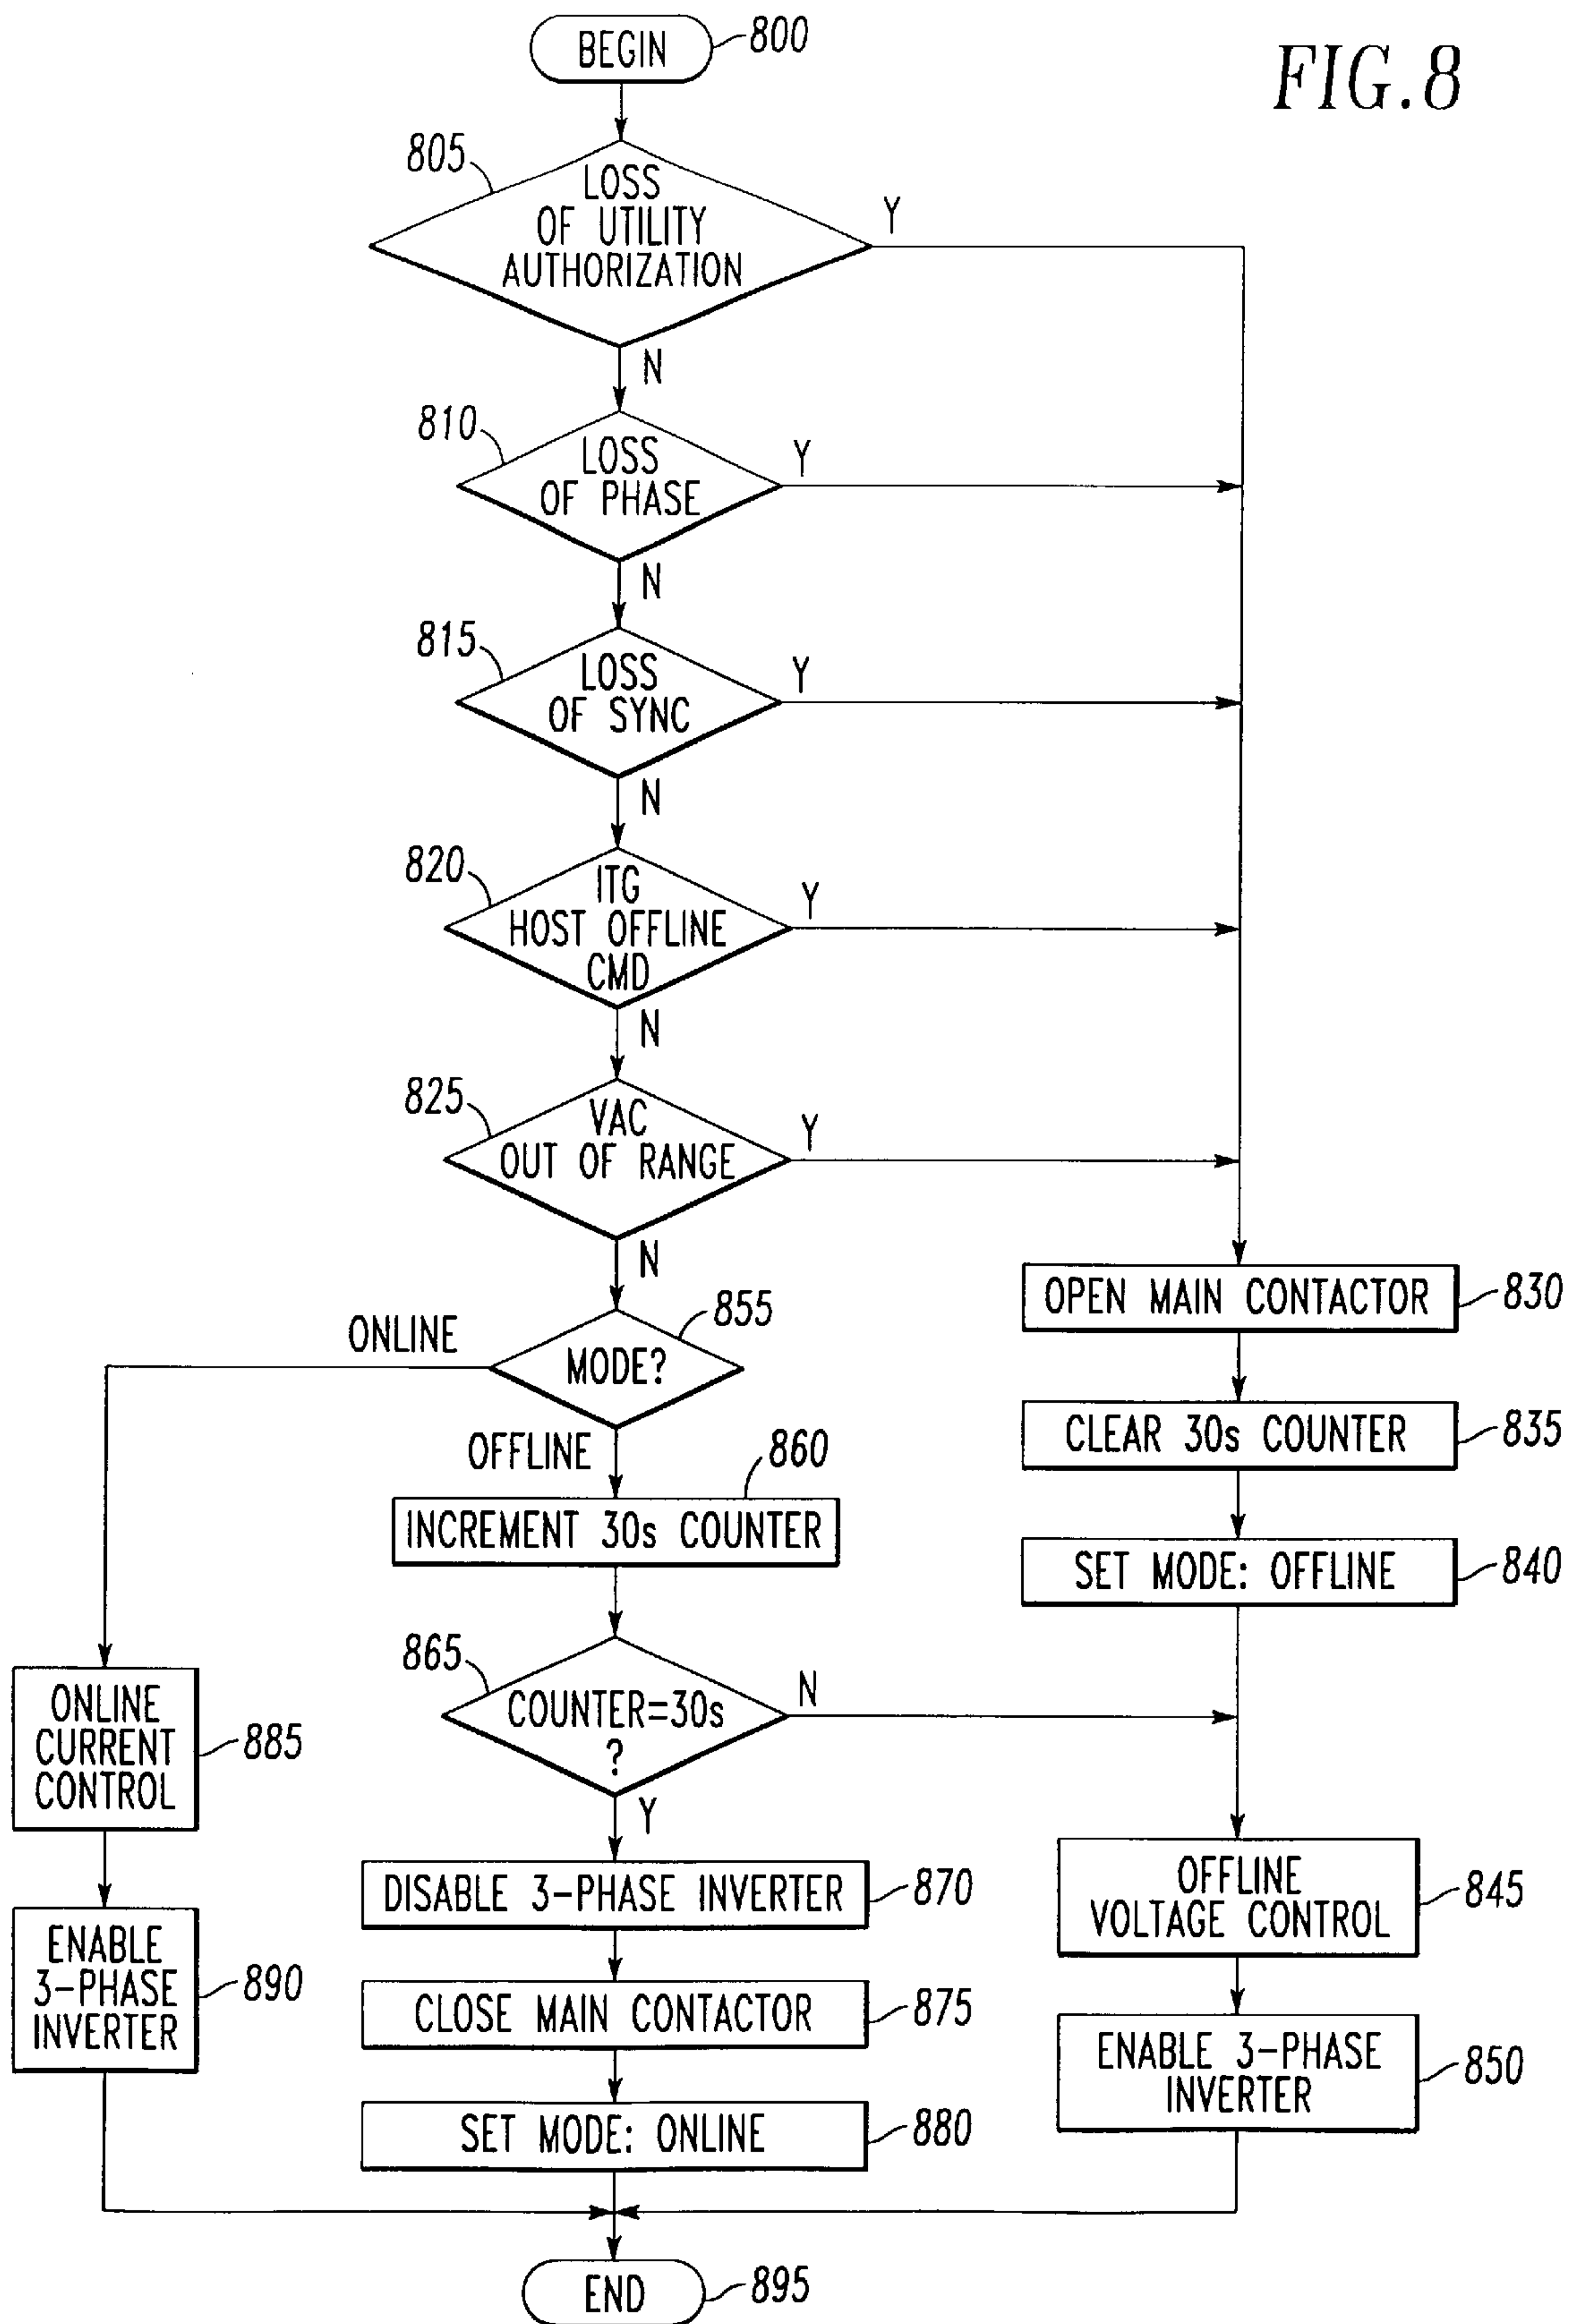 BEGIN
800
FIG. 8
805
LOSS
OF UTILITY
AUTHORIZATION
Y
N
810
LOSS
OF PHASE
Y
N
815
LOSS
OF SYNC
Y
N
820
ITG
HOST OFFLINE
CMD
Y
N
825
VAC
OUT OF RANGE
Y
N
OPEN MAIN CONTACTOR
830
855
ONLINE
MODE?
CLEAR 30s COUNTER
835
OFFLINE
860
INCREMENT 30s COUNTER
SET MODE: OFFLINE
840
865
COUNTER=30s
?
N
Y
ONLINE
CURRENT
CONTROL
885
DISABLE 3-PHASE INVERTER
870
OFFLINE
VOLTAGE CONTROL
845
ENABLE
3-PHASE
INVERTER
890
CLOSE MAIN CONTACTOR
875
ENABLE 3-PHASE
INVERTER
850
SET MODE: ONLINE
880
END
895